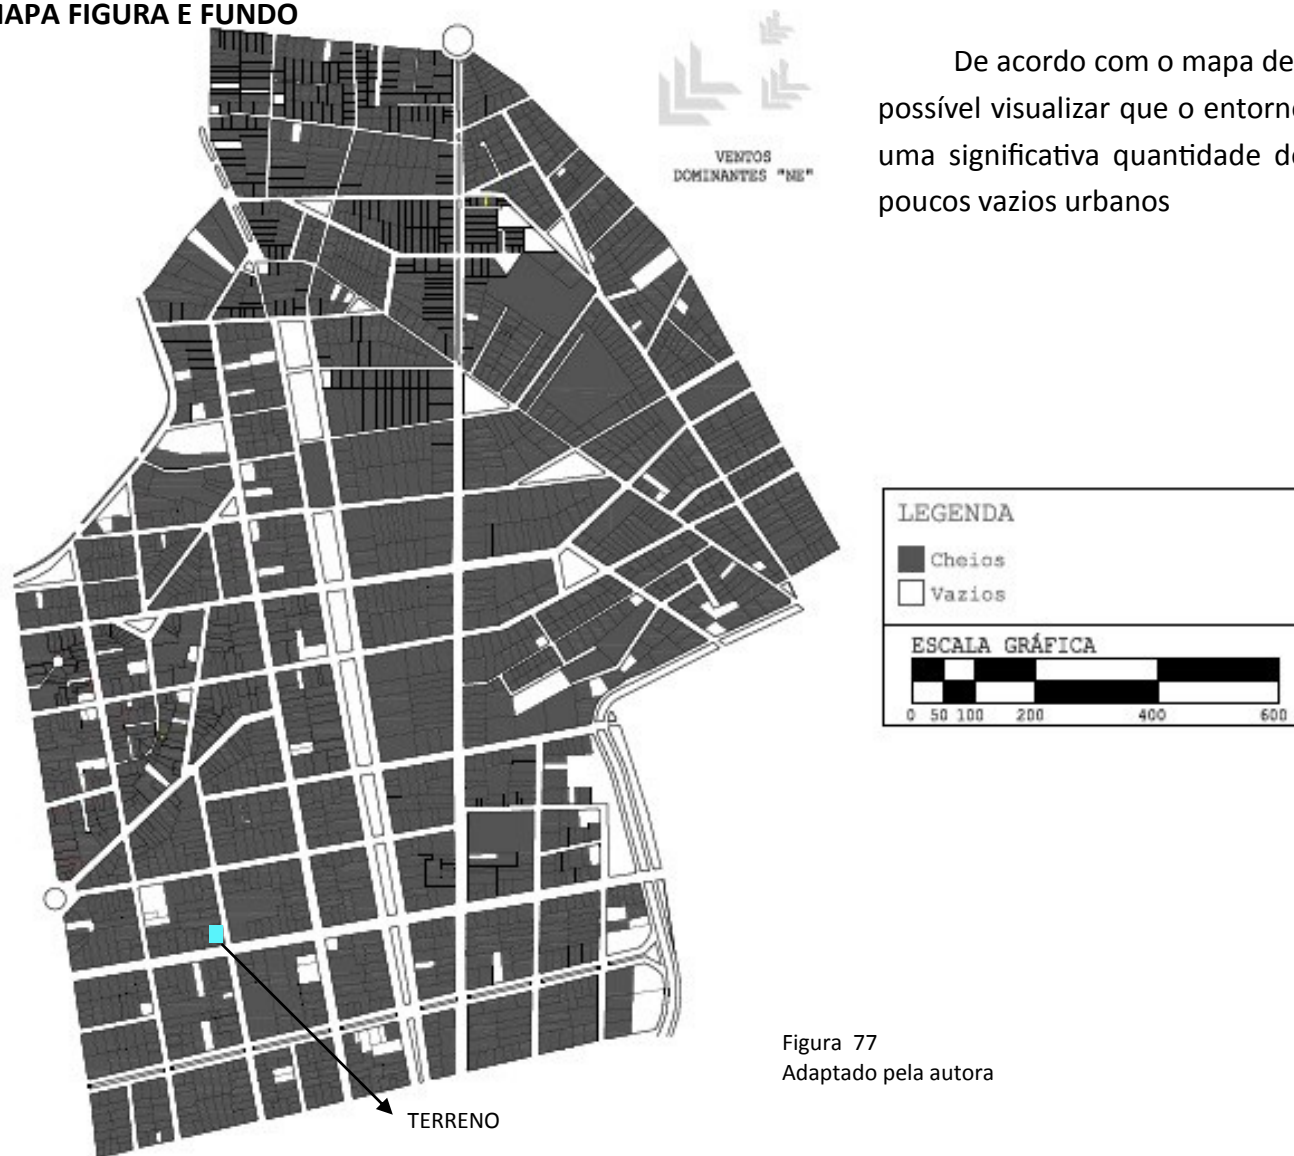 MAPA FIGURA E FUNDO
De acordo com o mapa de
possível visualizar que o entorno
uma significativa quantidade de
poucos vazios urbanos
VENTOS
DOMINANTES "NE"
LEGENDA
Cheios
Vazios
ESCALA GRÁFICA
0 50 100 200 400 600
Figura 77
Adaptado pela autora
TERRENO